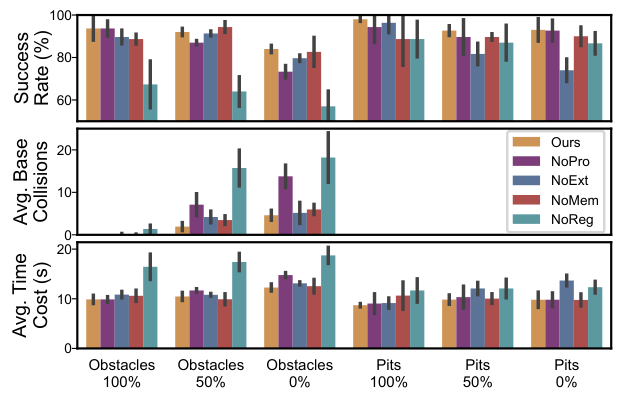 Success
Rate (%)
100
80
60
Avg. Base
Collisions
20
10
0
Ours
NoPro
NoExt
NoMem
NoReg
Avg. Time
Cost (s)
20
10
0
Obstacles
100%
Obstacles
50%
Obstacles
0%
Pits
100%
Pits
50%
Pits
0%